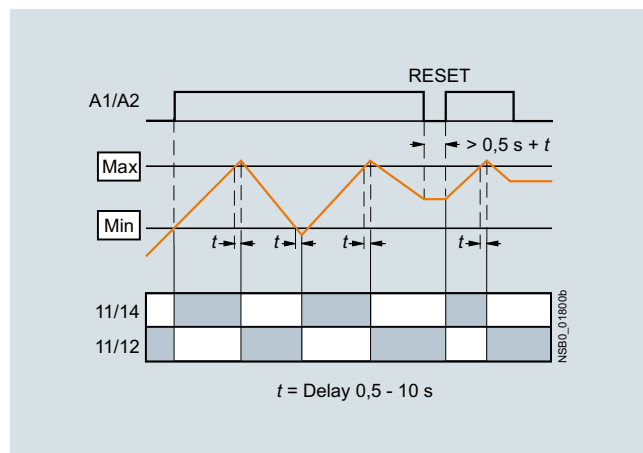 RESET
A1/A2
> 0,5 s + t
Max
Min
t t t t
11/14
11/12
NSB0_01800b
t = Delay 0,5 - 10 s